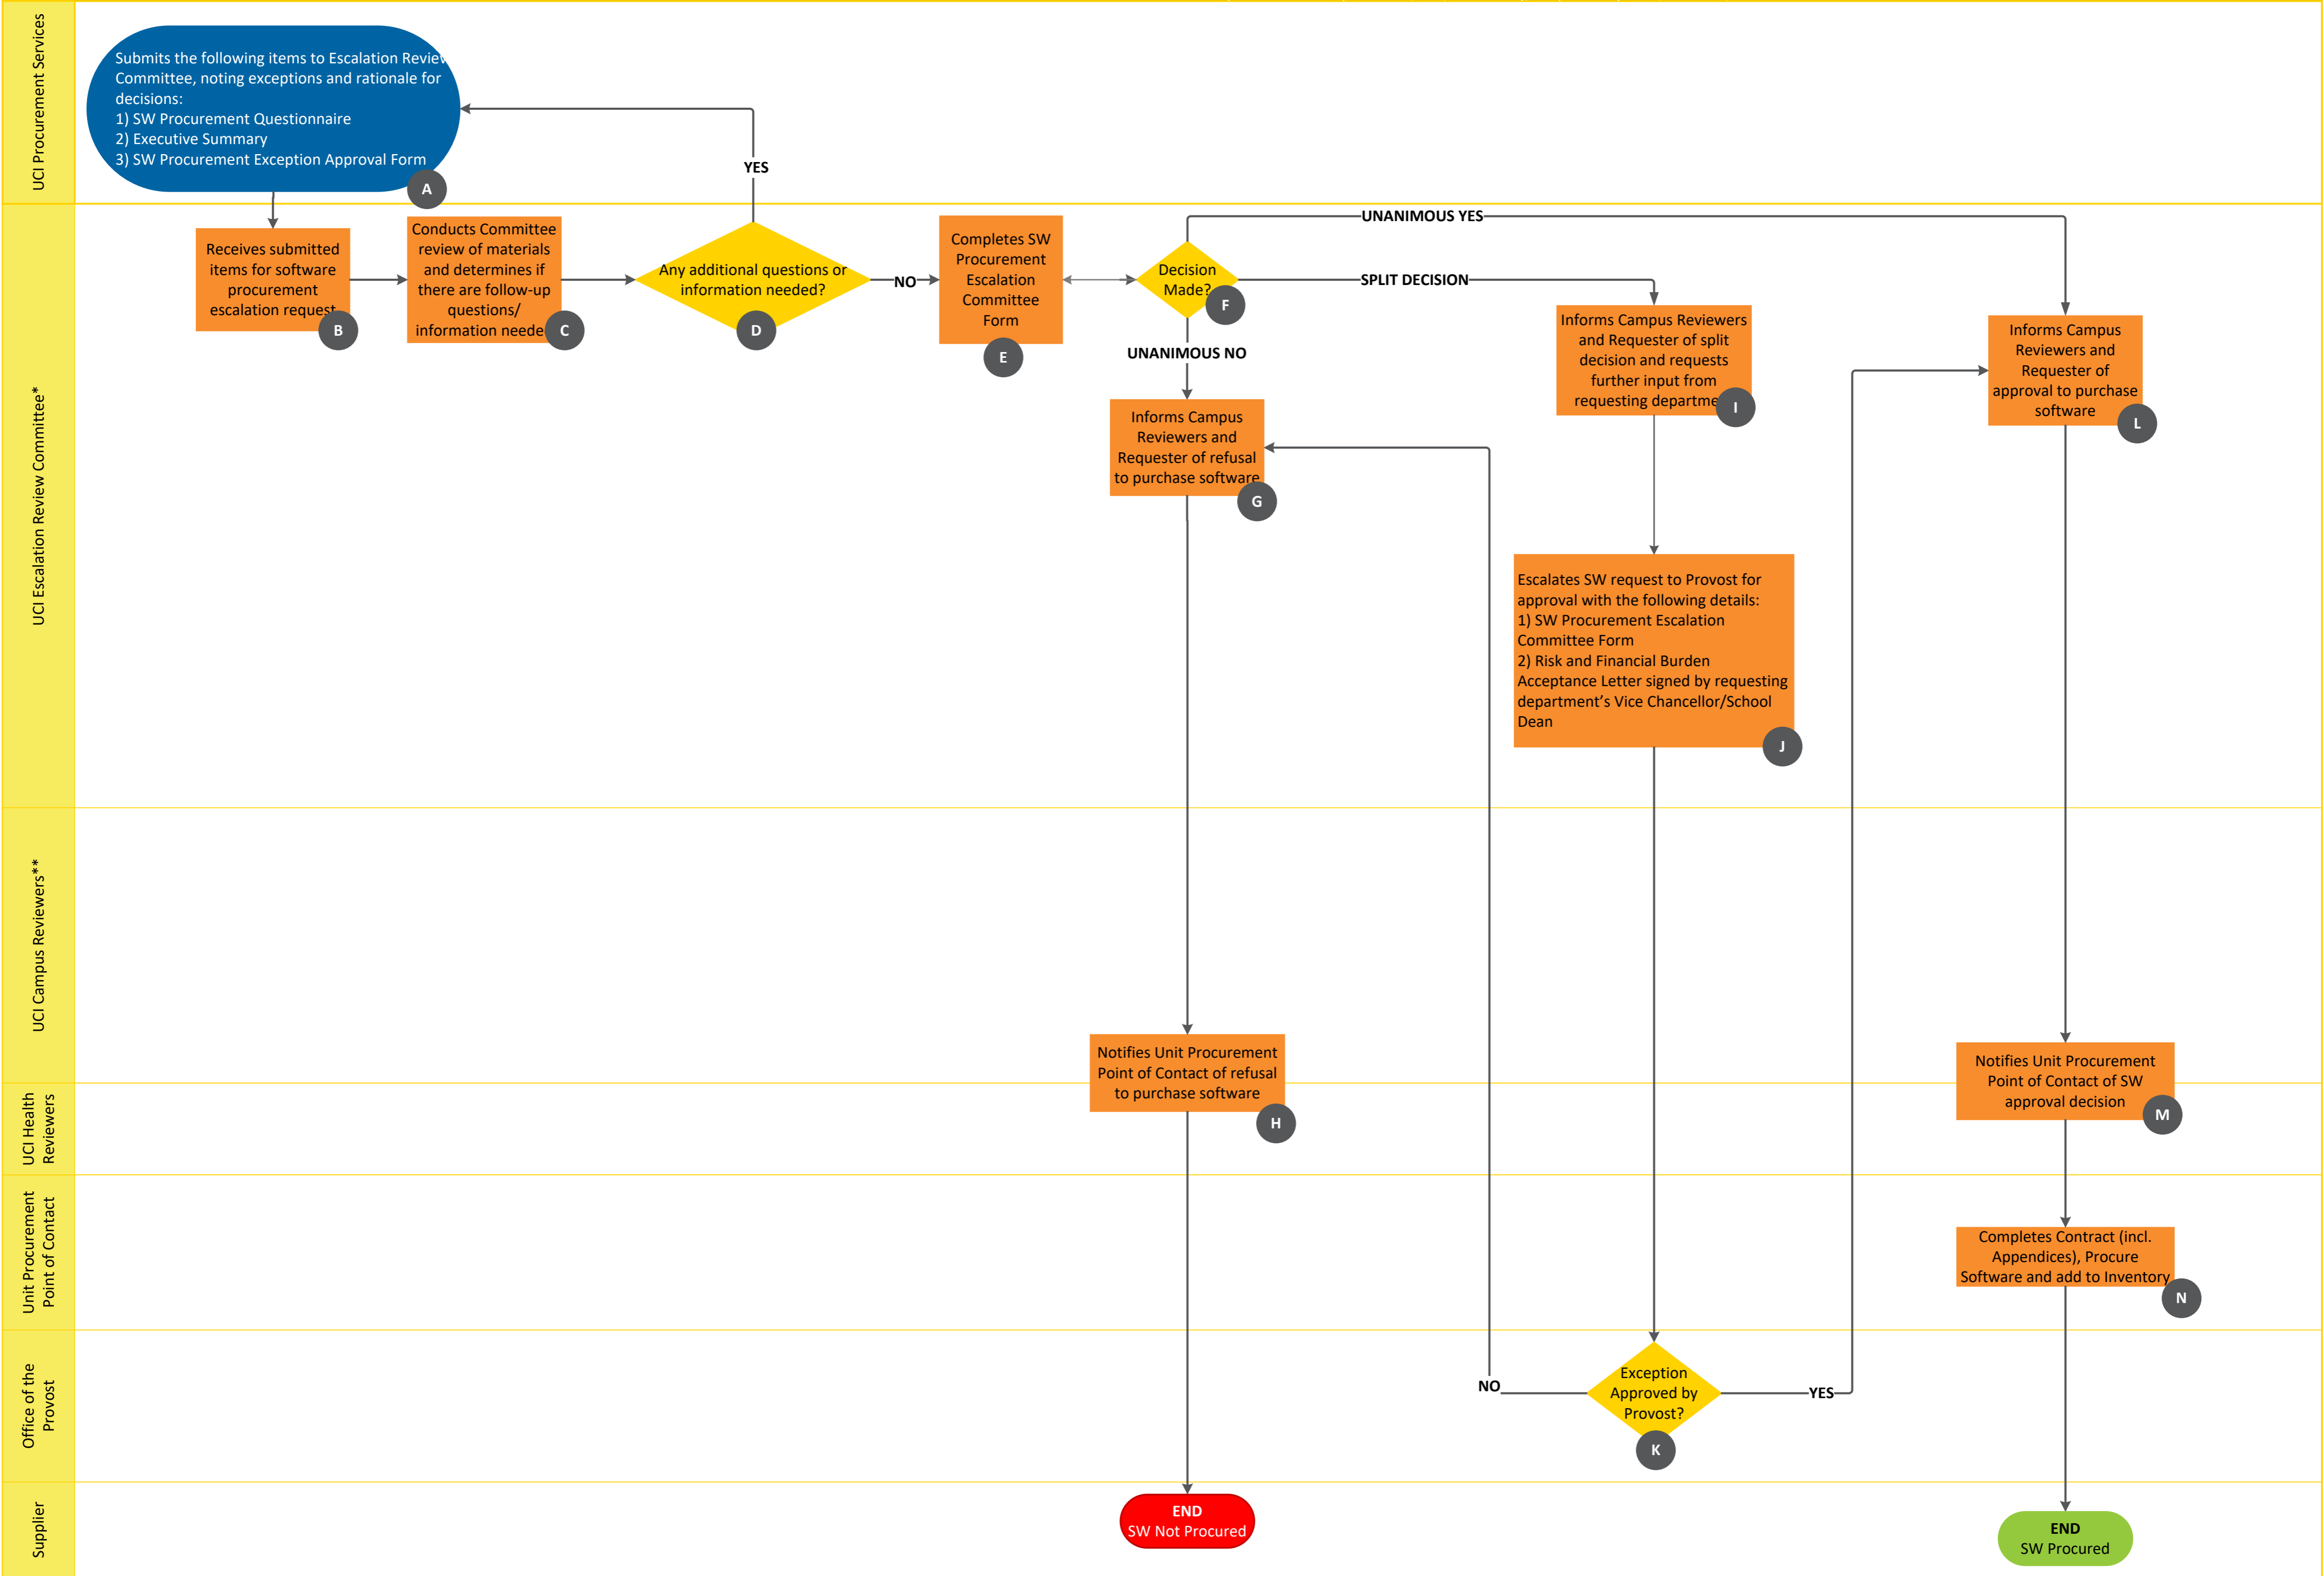 UCI Procurement Services
Submits the following items to Escalation Review
Committee, noting exceptions and rationale for
decisions:
1) SW Procurement Questionnaire
2) Executive Summary
3) SW Procurement Exception Approval Form
A
YES
UCI Escalation Review Committee*
Receives submitted
items for software
procurement
escalation request
B
Conducts Committee
review of materials
and determines if
there are follow-up
questions/
information neede
C
Any additional questions or
information needed?
D
NO
Completes SW
Procurement
Escalation
Committee
Form
E
Decision
Made?
F
UNANIMOUS YES
SPLIT DECISION
UNANIMOUS NO
Informs Campus
Reviewers and
Requester of refusal
to purchase software
G
Informs Campus Reviewers
and Requester of split
decision and requests
further input from
requesting departme
I
Informs Campus
Reviewers and
Requester of
approval to purchase
software
L
Escalates SW request to Provost for
approval with the following details:
1) SW Procurement Escalation
Committee Form
2) Risk and Financial Burden
Acceptance Letter signed by requesting
department's Vice Chancellor/School
Dean
J
UCI Campus Reviewers**
Notifies Unit Procurement
Point of Contact of refusal
to purchase software
H
Notifies Unit Procurement
Point of Contact of SW
approval decision
M
UCI Health
Reviewers
Unit Procurement
Point of Contact
Completes Contract (incl.
Appendices), Procure
Software and add to Inventory
N
Office of the
Provost
NO
Exception
Approved by
Provost?
K
YES
Supplier
END
SW Not Procured
END
SW Procured